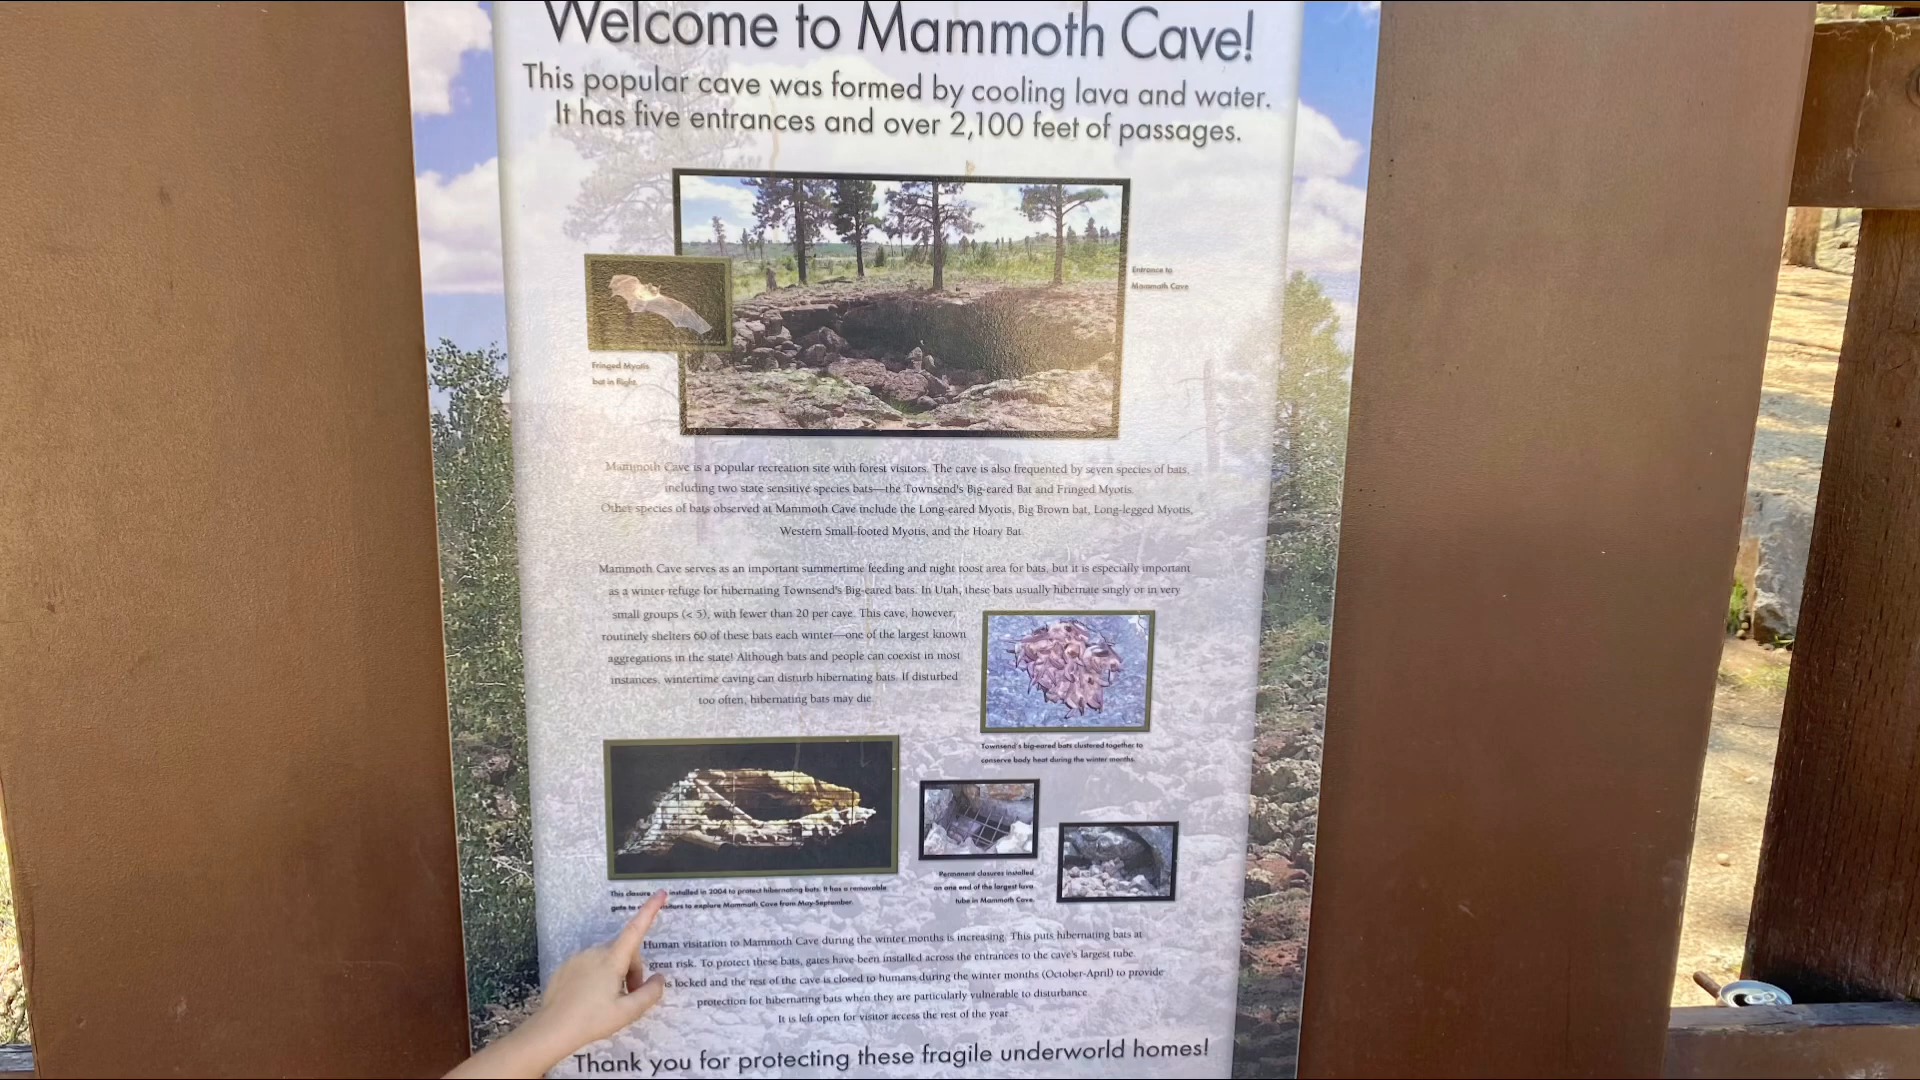 Welcome to Mammoth Cave!
This popular cave was formed by cooling lava and water.
It has five entrances and over 2,100 feet of passages.
Entrance to
Mammoth Cave
Fringed Myotis
bat in flight
Mammoth Cave is a popular recreation site with forest visitors. The cave is also frequented by seven species of bats,
including two state sensitive species bats—the Townsend's Big-eared Bat and Fringed Myotis.
Other species of bats observed at Mammoth Cave include the Long-eared Myotis, Big Brown bat, Long-legged Myotis,
Western Small-footed Myotis, and the Hoary Bat.
Mammoth Cave serves as an important summertime feeding and night roost area for bats, but it is especially important
as a winter refuge for hibernating Townsend's Big-eared bats. In Utah, these bats usually hibernate singly or in very
small groups (< 5), with fewer than 20 per cave. This cave, however,
routinely shelters 60 of these bats each winter—one of the largest known
aggregations in the state! Although bats and people can coexist in most
instances, wintertime caving can disturb hibernating bats. If disturbed
too often, hibernating bats may die.
Townsend's big-eared bats clustered together to
conserve body heat during the winter months.
This closure installed in 2004 to protect hibernating bats. It has a removable
gate to visitors to explore Mammoth Cave from May-September.
Permanent closures installed
on one end of the largest lava
tube in Mammoth Cave.
Human visitation to Mammoth Cave during the winter months is increasing. This puts hibernating bats at
great risk. To protect these bats, gates have been installed across the entrances to the cave's largest tube.
is locked and the rest of the cave is closed to humans during the winter months (October-April) to provide
protection for hibernating bats when they are particularly vulnerable to disturbance.
It is left open for visitor access the rest of the year.
Thank you for protecting these fragile underworld homes!